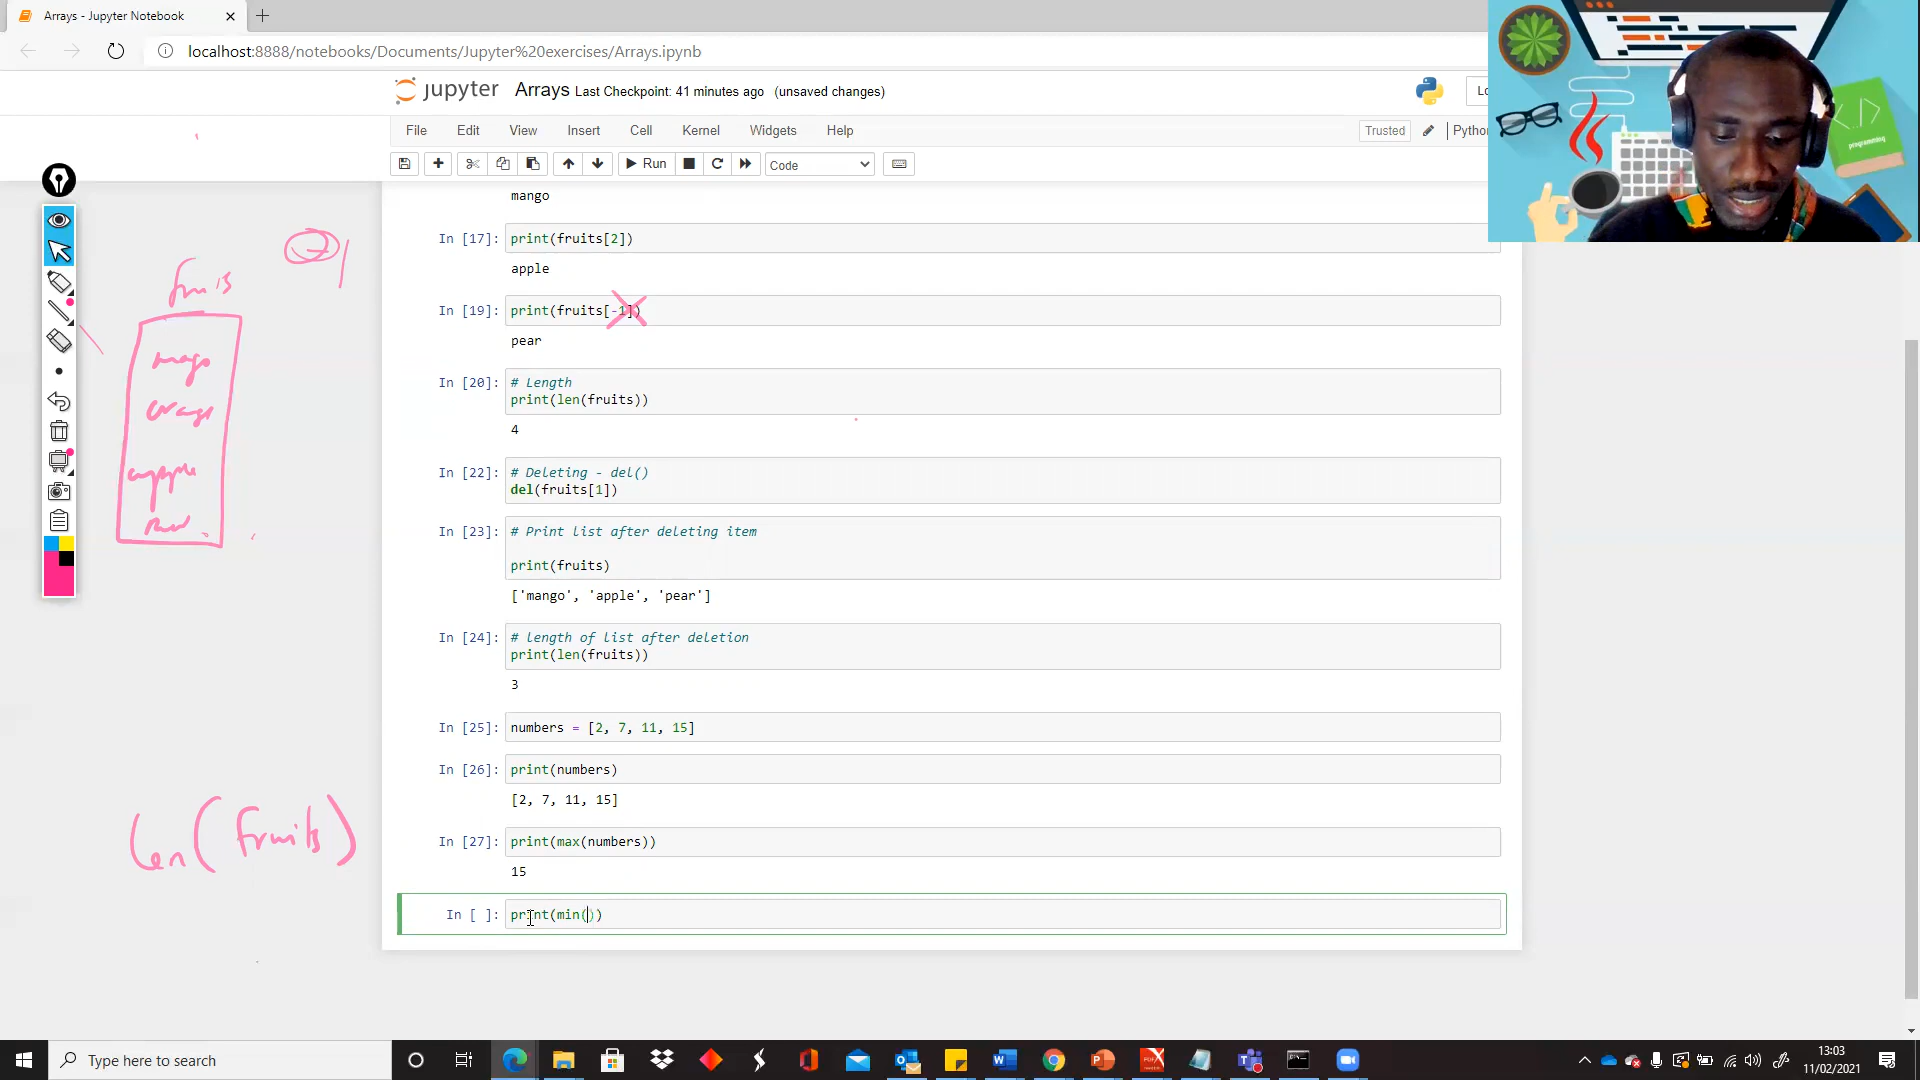 Arrays - Jupyter Notebook
localhost:8888/notebooks/Documents/Jupyter%20exercises/Arrays.ipynb
jupyter Arrays Last Checkpoint: 41 minutes ago (unsaved changes)
File Edit View Insert Cell Kernel Widgets Help
Trusted Python
Run Code
mango
In [17]: print(fruits[2])
apple
In [19]: print(fruits[-1])
pear
In [20]: # Length
print(len(fruits))
4
In [22]: # Deleting - del()
del(fruits[1])
In [23]: # Print list after deleting item
print(fruits)
['mango', 'apple', 'pear']
In [24]: # length of list after deletion
print(len(fruits))
3
In [25]: numbers = [2, 7, 11, 15]
In [26]: print(numbers)
[2, 7, 11, 15]
In [27]: print(max(numbers))
15
In [ ]: print(min())
len(fruits)
programming
Type here to search
13:03
11/02/2021